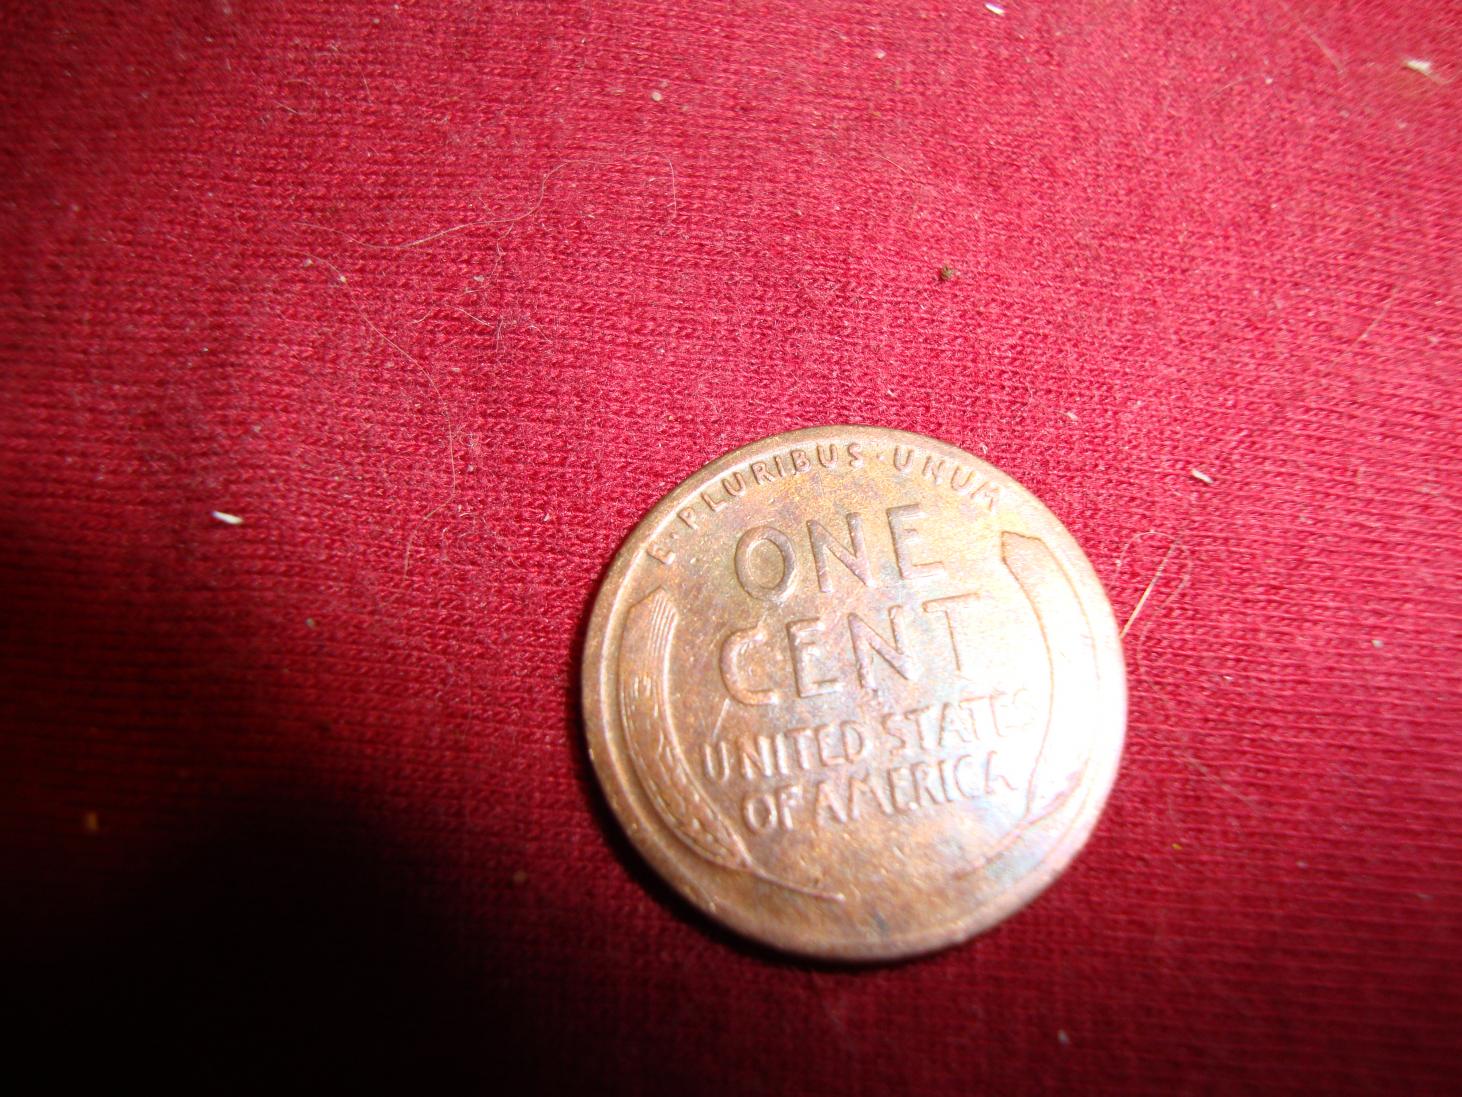 E·PLURIBUS·UNUM
ONE
CENT
UNITED STATES
OF AMERICA